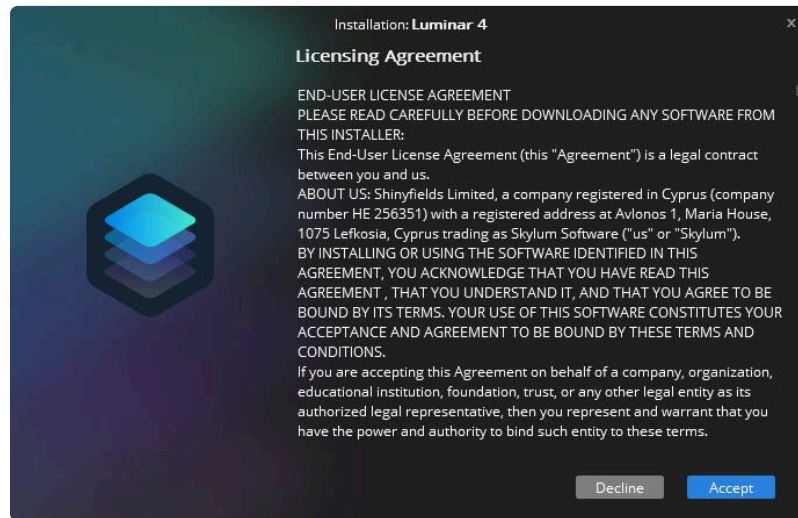 Installation: Luminar 4
x
Licensing Agreement
END-USER LICENSE AGREEMENT
PLEASE READ CAREFULLY BEFORE DOWNLOADING ANY SOFTWARE FROM
THIS INSTALLER:
This End-User License Agreement (this "Agreement") is a legal contract
between you and us.
ABOUT US: Shinyfields Limited, a company registered in Cyprus (company
number HE 256351) with a registered address at Avlonos 1, Maria House,
1075 Lefkosia, Cyprus trading as Skylum Software ("us" or "Skylum").
BY INSTALLING OR USING THE SOFTWARE IDENTIFIED IN THIS
AGREEMENT, YOU ACKNOWLEDGE THAT YOU HAVE READ THIS
AGREEMENT , THAT YOU UNDERSTAND IT, AND THAT YOU AGREE TO BE
BOUND BY ITS TERMS. YOUR USE OF THIS SOFTWARE CONSTITUTES YOUR
ACCEPTANCE AND AGREEMENT TO BE BOUND BY THESE TERMS AND
CONDITIONS.
If you are accepting this Agreement on behalf of a company, organization,
educational institution, foundation, trust, or any other legal entity as its
authorized legal representative, then you represent and warrant that you
have the power and authority to bind such entity to these terms.
Decline
Accept